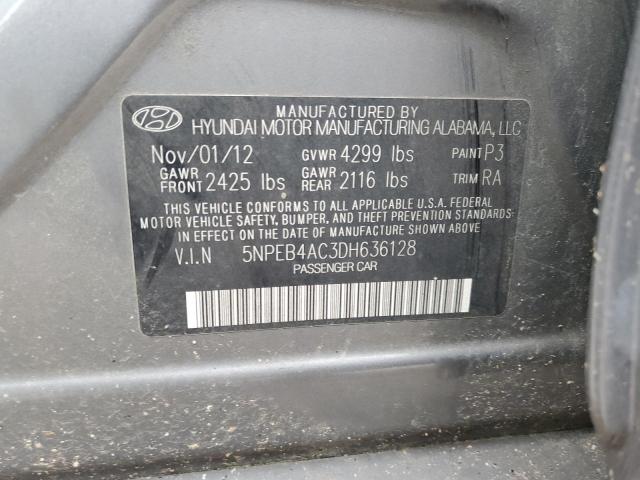 MANUFACTURED BY
HYUNDAI MOTOR MANUFACTURING ALABAMA, LLC
Nov/01/12 GVWR 4299 lbs PAINT P3
GAWR FRONT 2425 lbs GAWR REAR 2116 lbs TRIM RA
THIS VEHICLE CONFORMS TO ALL APPLICABLE U.S.A. FEDERAL
MOTOR VEHICLE SAFETY, BUMPER, AND THEFT PREVENTION STANDARDS
IN EFFECT ON THE DATE OF MANUFACTURE SHOWN ABOVE.
V.I.N 5NPEB4AC3DH636128
PASSENGER CAR